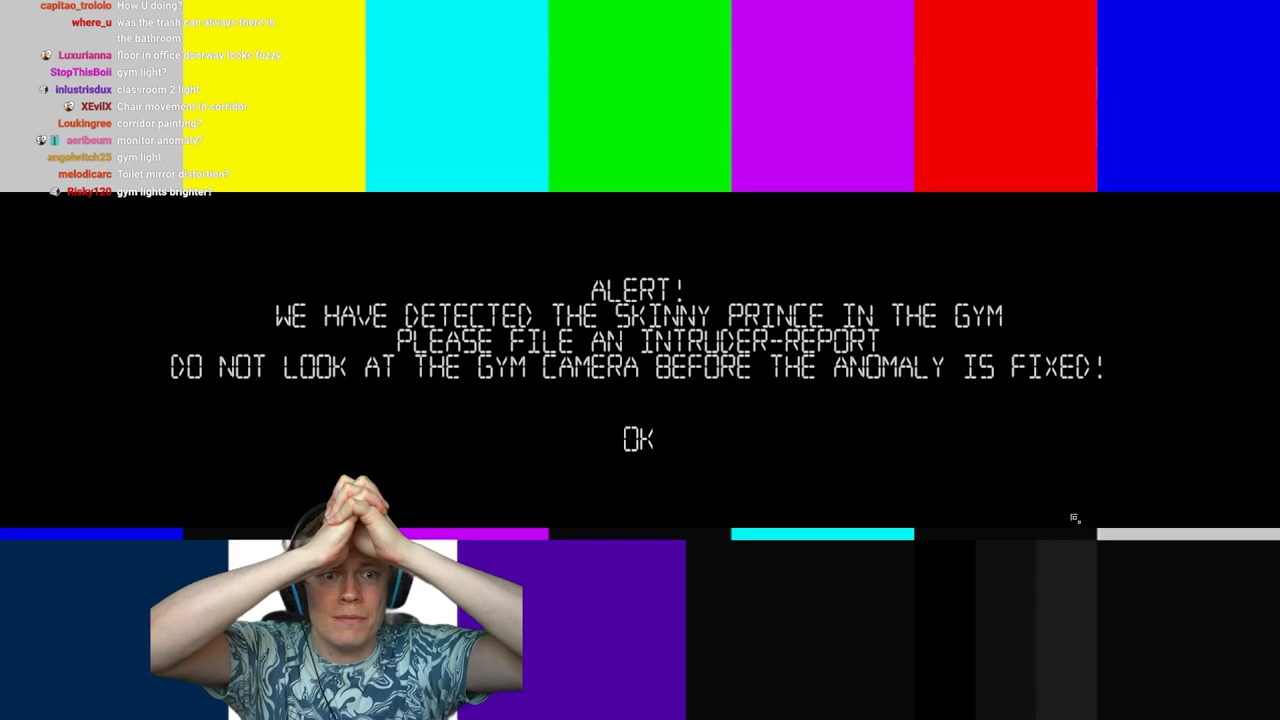 capitao_trololo How U doing?
where_u was the trash can always there in
the bathroom
Luxurianna floor in office doorway looks fuzzy
StopThisBoii gym light?
inlustrisdux classroom 2 light
XEvilX Chair movement in corridor
Loukingree corridor painting?
aeribeum monitor anomaly?
angelwitch25 gym light
melodicarc Toilet mirror distortion?
Risky120 gym lights brighter?
ALERT!
WE HAVE DETECTED THE SKINNY PRINCE IN THE GYM
PLEASE FILE AN INTRUDER-REPORT
DO NOT LOOK AT THE GYM CAMERA BEFORE THE ANOMALY IS FIXED!
OK